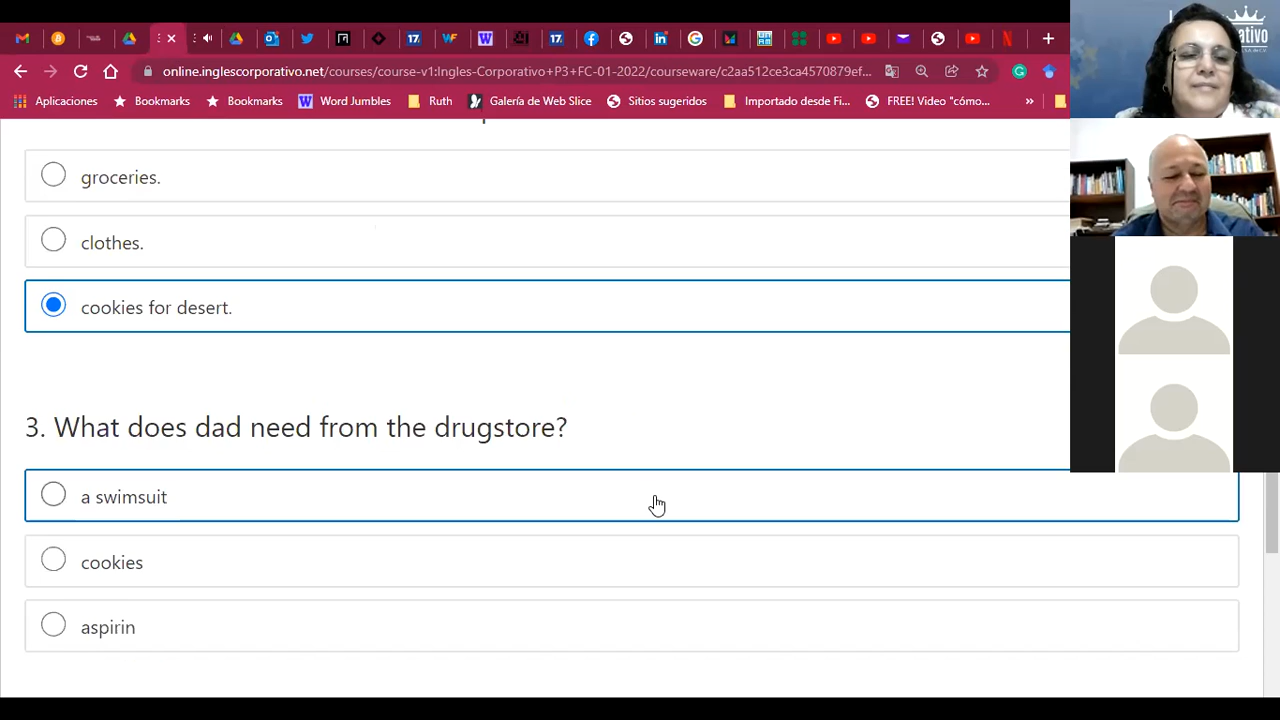 online.inglescorporativo.net/courses/course-v1:Ingles-Corporativo+P3+FC-01-2022/courseware/c2aa512ce3ca4570879ef...
Aplicaciones Bookmarks Bookmarks Word Jumbles Ruth Galería de Web Slice Sitios sugeridos Importado desde Fi... FREE! Video "cómo... »
groceries.
clothes.
cookies for desert.
3. What does dad need from the drugstore?
a swimsuit
cookies
aspirin